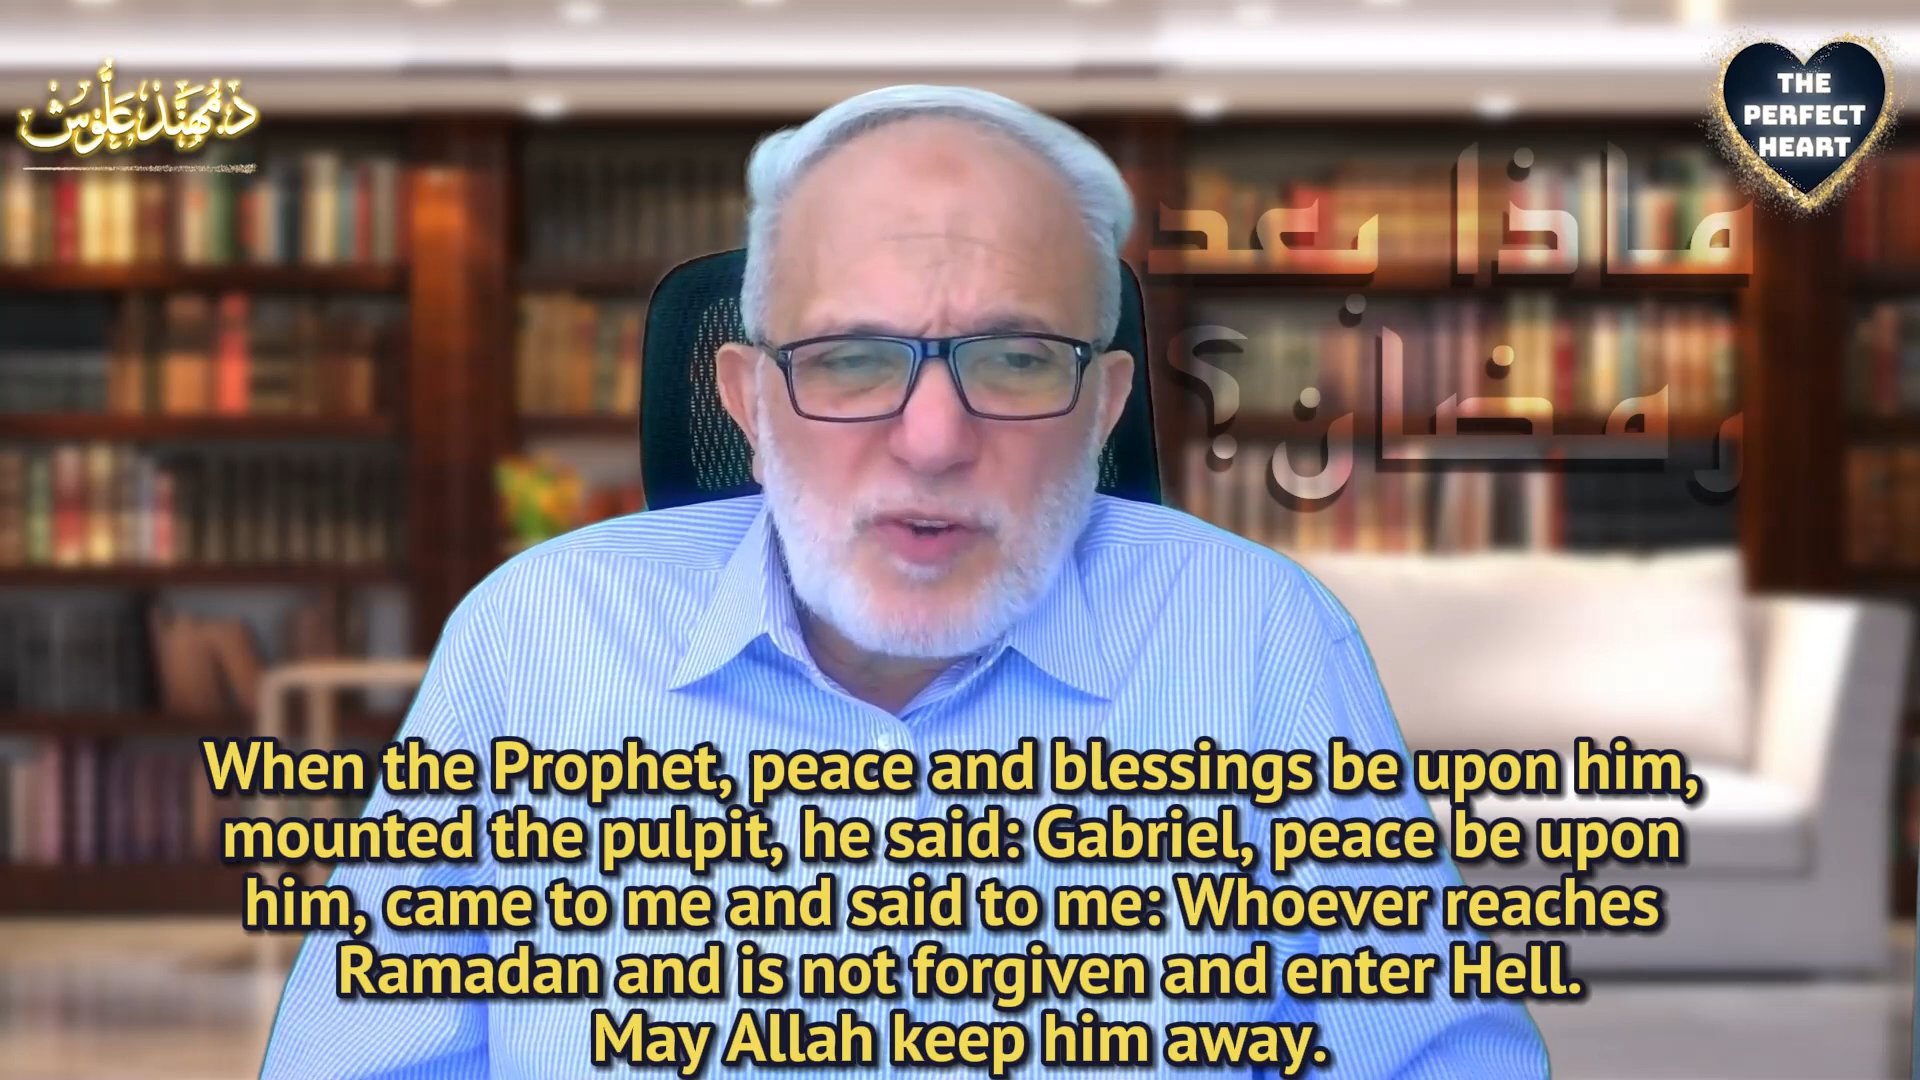 د. مُهَنَّد عَلُّوش
THE
PERFECT
HEART
ماذا بعد
رمضان؟
When the Prophet, peace and blessings be upon him,
mounted the pulpit, he said: Gabriel, peace be upon
him, came to me and said to me: Whoever reaches
Ramadan and is not forgiven and enter Hell.
May Allah keep him away.